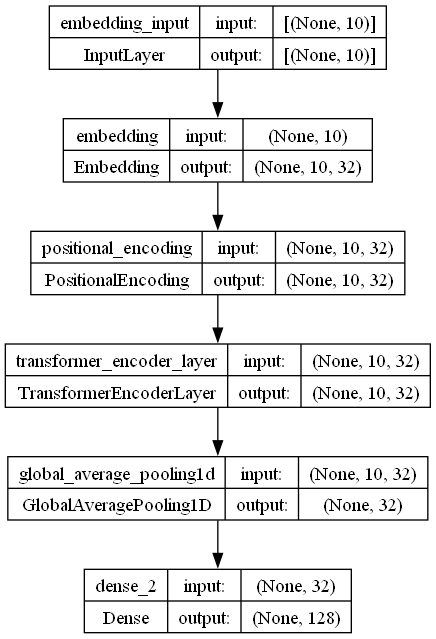 embedding_input input: [(None, 10)]
InputLayer output: [(None, 10)]
embedding input: (None, 10)
Embedding output: (None, 10, 32)
positional_encoding input: (None, 10, 32)
PositionalEncoding output: (None, 10, 32)
transformer_encoder_layer input: (None, 10, 32)
TransformerEncoderLayer output: (None, 10, 32)
global_average_pooling1d input: (None, 10, 32)
GlobalAveragePooling1D output: (None, 32)
dense_2 input: (None, 32)
Dense output: (None, 128)